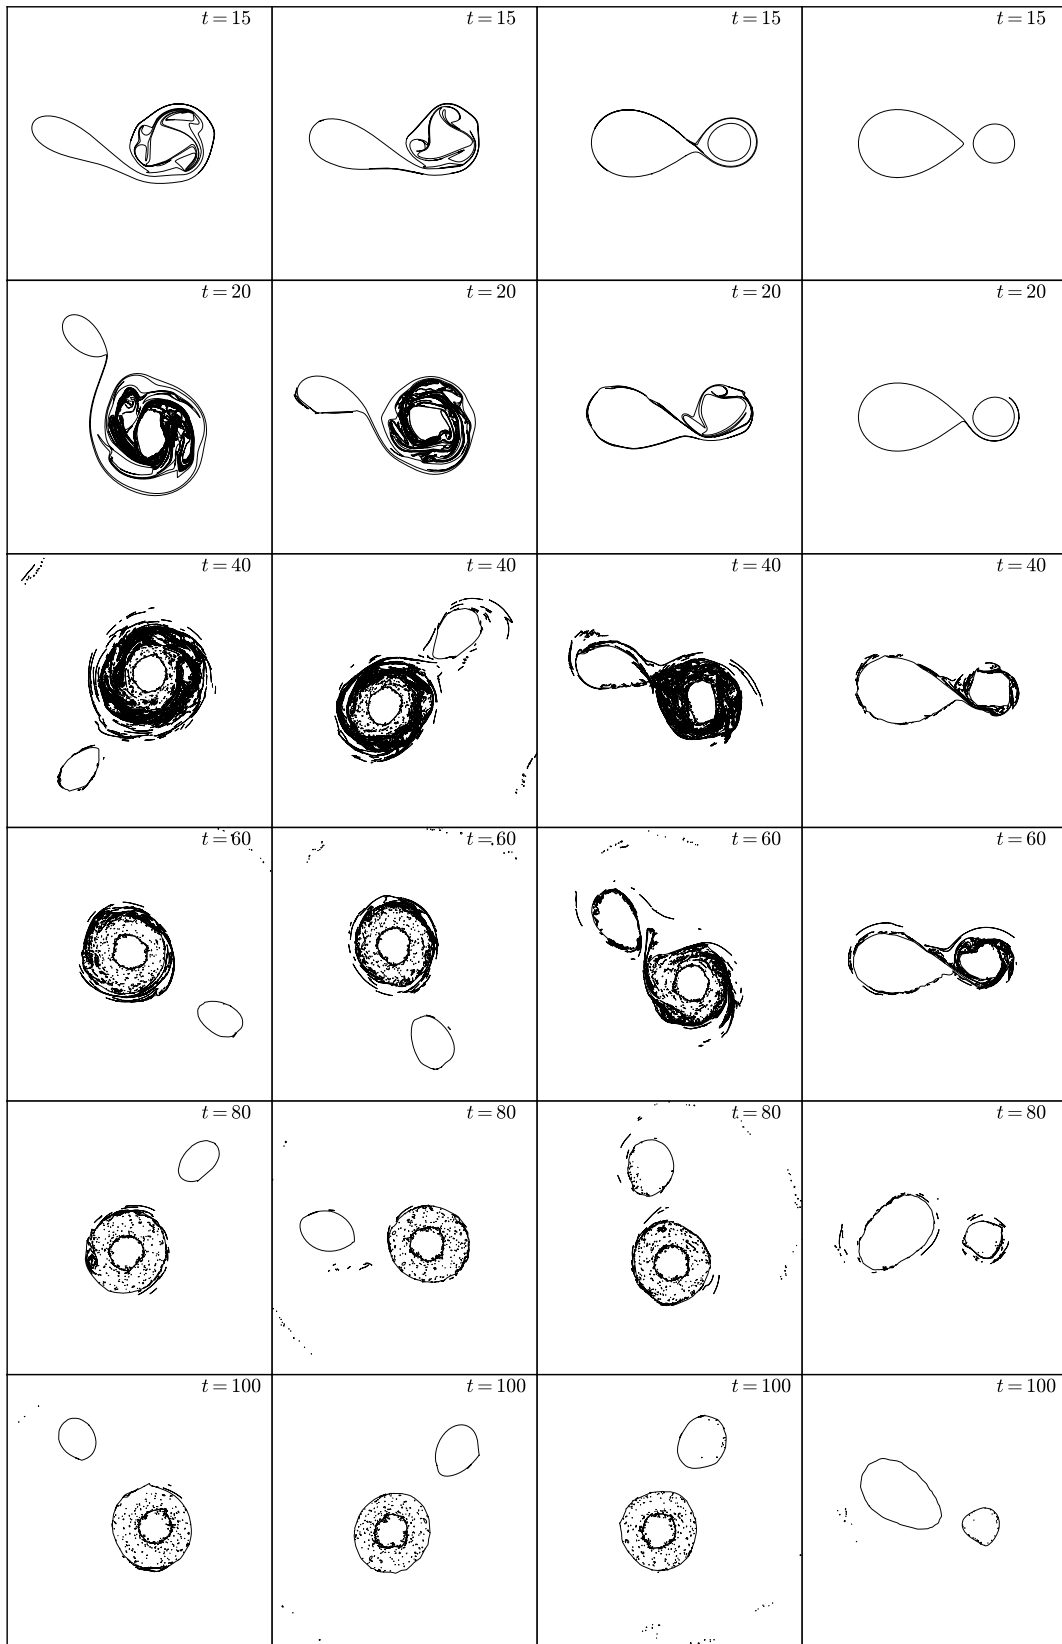 t = 15 t = 15 t = 15 t = 15
t = 20 t = 20 t = 20 t = 20
t = 40 t = 40 t = 40 t = 40
t = 60 t = 60 t = 60 t = 60
t = 80 t = 80 t = 80 t = 80
t = 100 t = 100 t = 100 t = 100